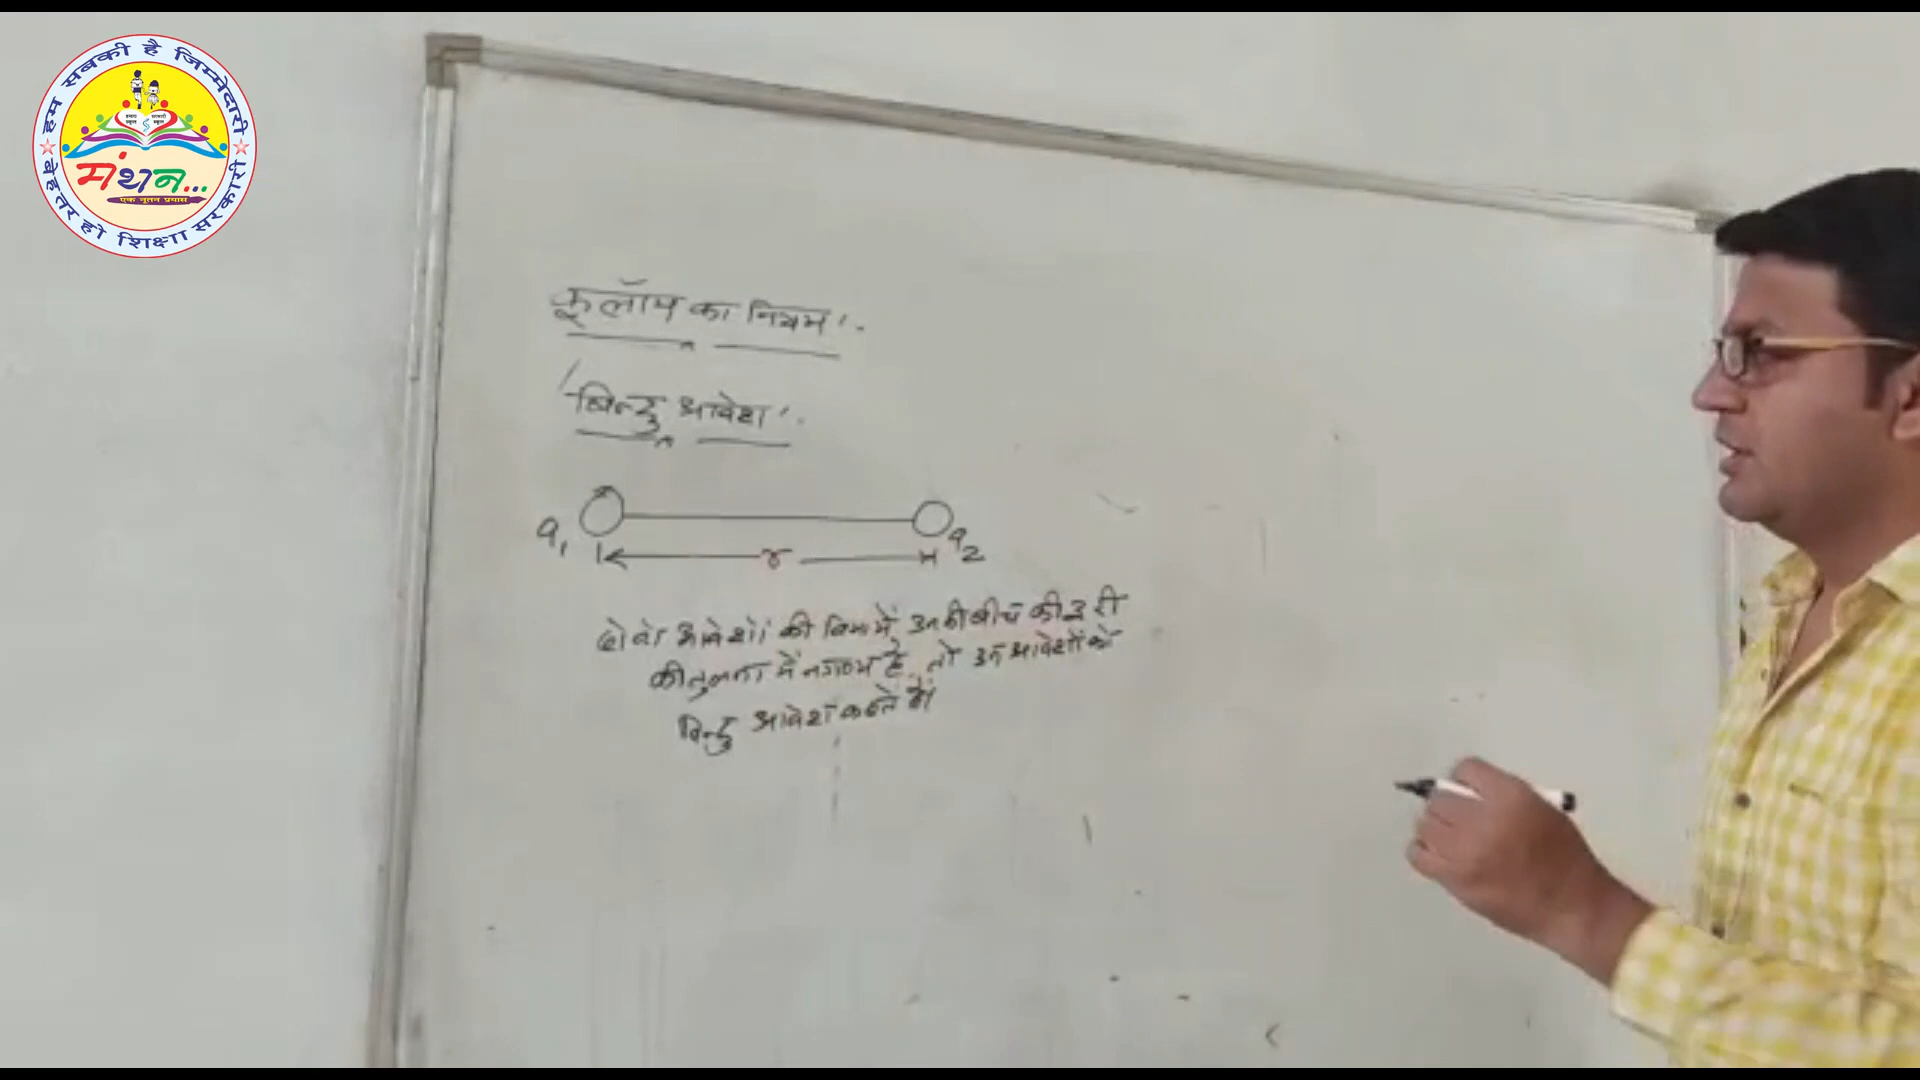 हम सबकी है जिम्मेदारी
मंथन...
एक नूतन प्रयास
बेहतर हो शिक्षा सरकारी
कूलॉम का नियम :-
बिन्दु आवेश :-
q1
r
q2
आवेशों की विमायें उनकी बीच की दूरी
की तुलना में नगण्य है, तो उन आवेशों को
बिन्दु आवेश कहते हैं।